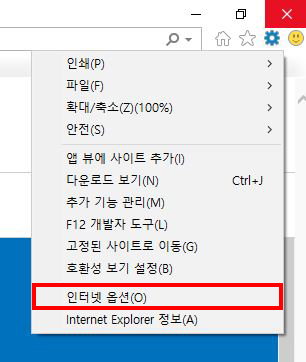 인쇄(P)
파일(F)
확대/축소(Z)(100%)
안전(S)
앱 뷰에 사이트 추가(I)
다운로드 보기(N) Ctrl+J
추가 기능 관리(M)
F12 개발자 도구(L)
고정된 사이트로 이동(G)
호환성 보기 설정(B)
인터넷 옵션(O)
Internet Explorer 정보(A)